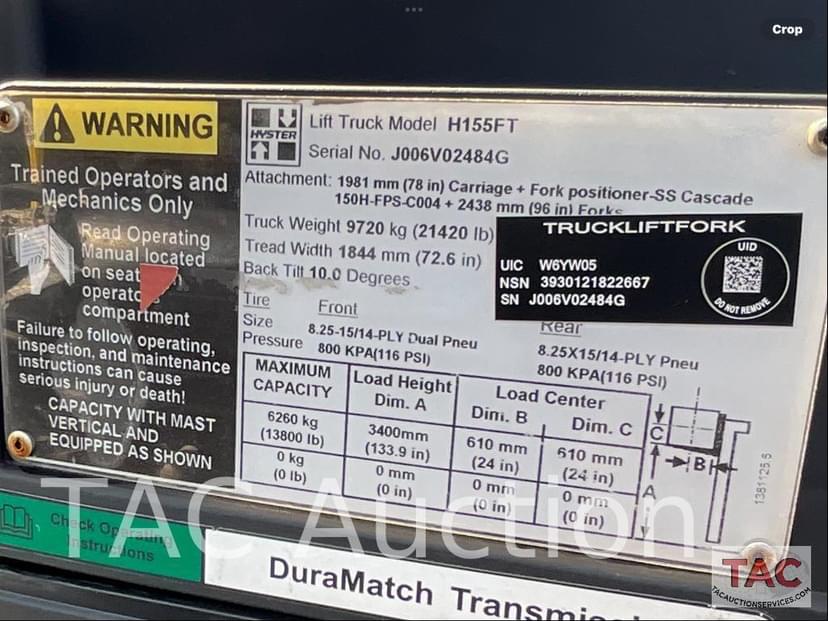 Crop
WARNING
Trained Operators and
Mechanics Only
Read Operating
Manual located
on seat
operator
compartment
Failure to follow operating,
inspection, and maintenance
instructions can cause
serious injury or death!
CAPACITY WITH MAST
VERTICAL AND
EQUIPPED AS SHOWN
HYSTER
Lift Truck Model H155FT
Serial No. J006V02484G
Attachment: 1981 mm (78 in) Carriage + Fork positioner-SS Cascade
150H-FPS-C004 + 2438 mm (96 in) Forks
Truck Weight 9720 kg (21420 lb)
Tread Width 1844 mm (72.6 in)
Back Tilt 10.0 Degrees
TRUCKLIFTFORK
UIC W6YW05
NSN 3930121822667
SN J006V02484G
UID
DO NOT REMOVE
Tire Front Rear
Size 8.25-15/14-PLY Dual Pneu 8.25X15/14-PLY Pneu
Pressure 800 KPA(116 PSI) 800 KPA(116 PSI)
MAXIMUM CAPACITY Load Height Dim. A Load Center Dim. B Dim. C
6260 kg (13800 lb) 3400mm (133.9 in) 610 mm (24 in) 610 mm (24 in)
0 kg (0 lb) 0 mm (0 in) 0 mm (0 in) 0 mm (0 in)
C
B
A
1381125.5
Check Operating
Instructions
DuraMatch
TAC Auction
TAC
TACAUCTIONSERVICES.COM